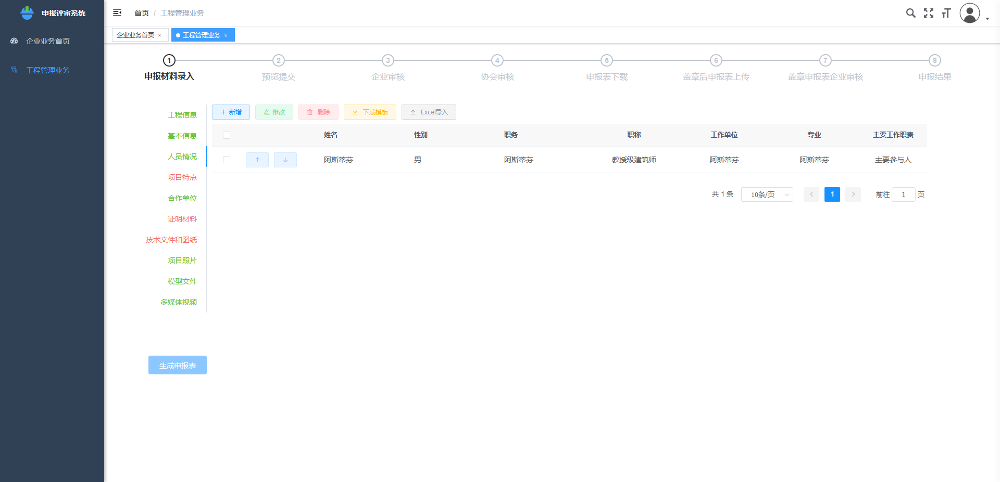 申报评审系统
企业业务首页
工程管理业务
首页 / 工程管理业务
企业业务首页 ×
工程管理业务 ×
1 2 3 4 5 6 7 8
申报材料录入 预览提交 企业审核 协会审核 申报表下载 盖章后申报表上传 盖章申报表企业审核 申报结果
工程信息
基本信息
人员情况
项目特点
合作单位
证明材料
技术文件和图纸
项目照片
模型文件
多媒体视频
生成申报表
新增 修改 删除 下载模板 Excel导入
姓名 性别 职务 职称 工作单位 专业 主要工作职责
阿斯蒂芬 男 阿斯蒂芬 教授级建筑师 阿斯蒂芬 阿斯蒂芬 主要参与人
共 1 条 10条/页 1 前往 1 页